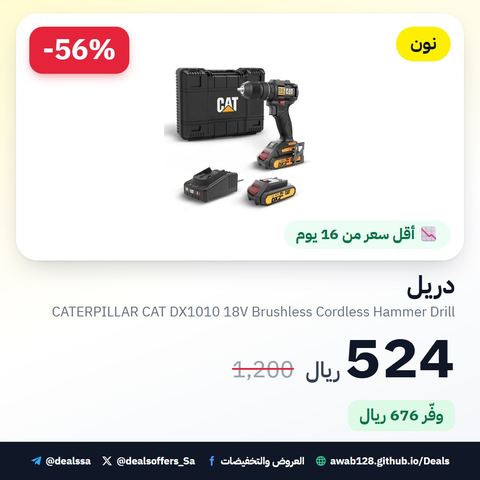 -56%
نون
CAT
CAT
أقل سعر من 16 يوم
دريل
CATERPILLAR CAT DX1010 18V Brushless Cordless Hammer Drill
524 ريال 1,200
وفّر 676 ريال
@dealssa @dealsoffers_Sa العروض والتخفيضات awab128.github.io/Deals